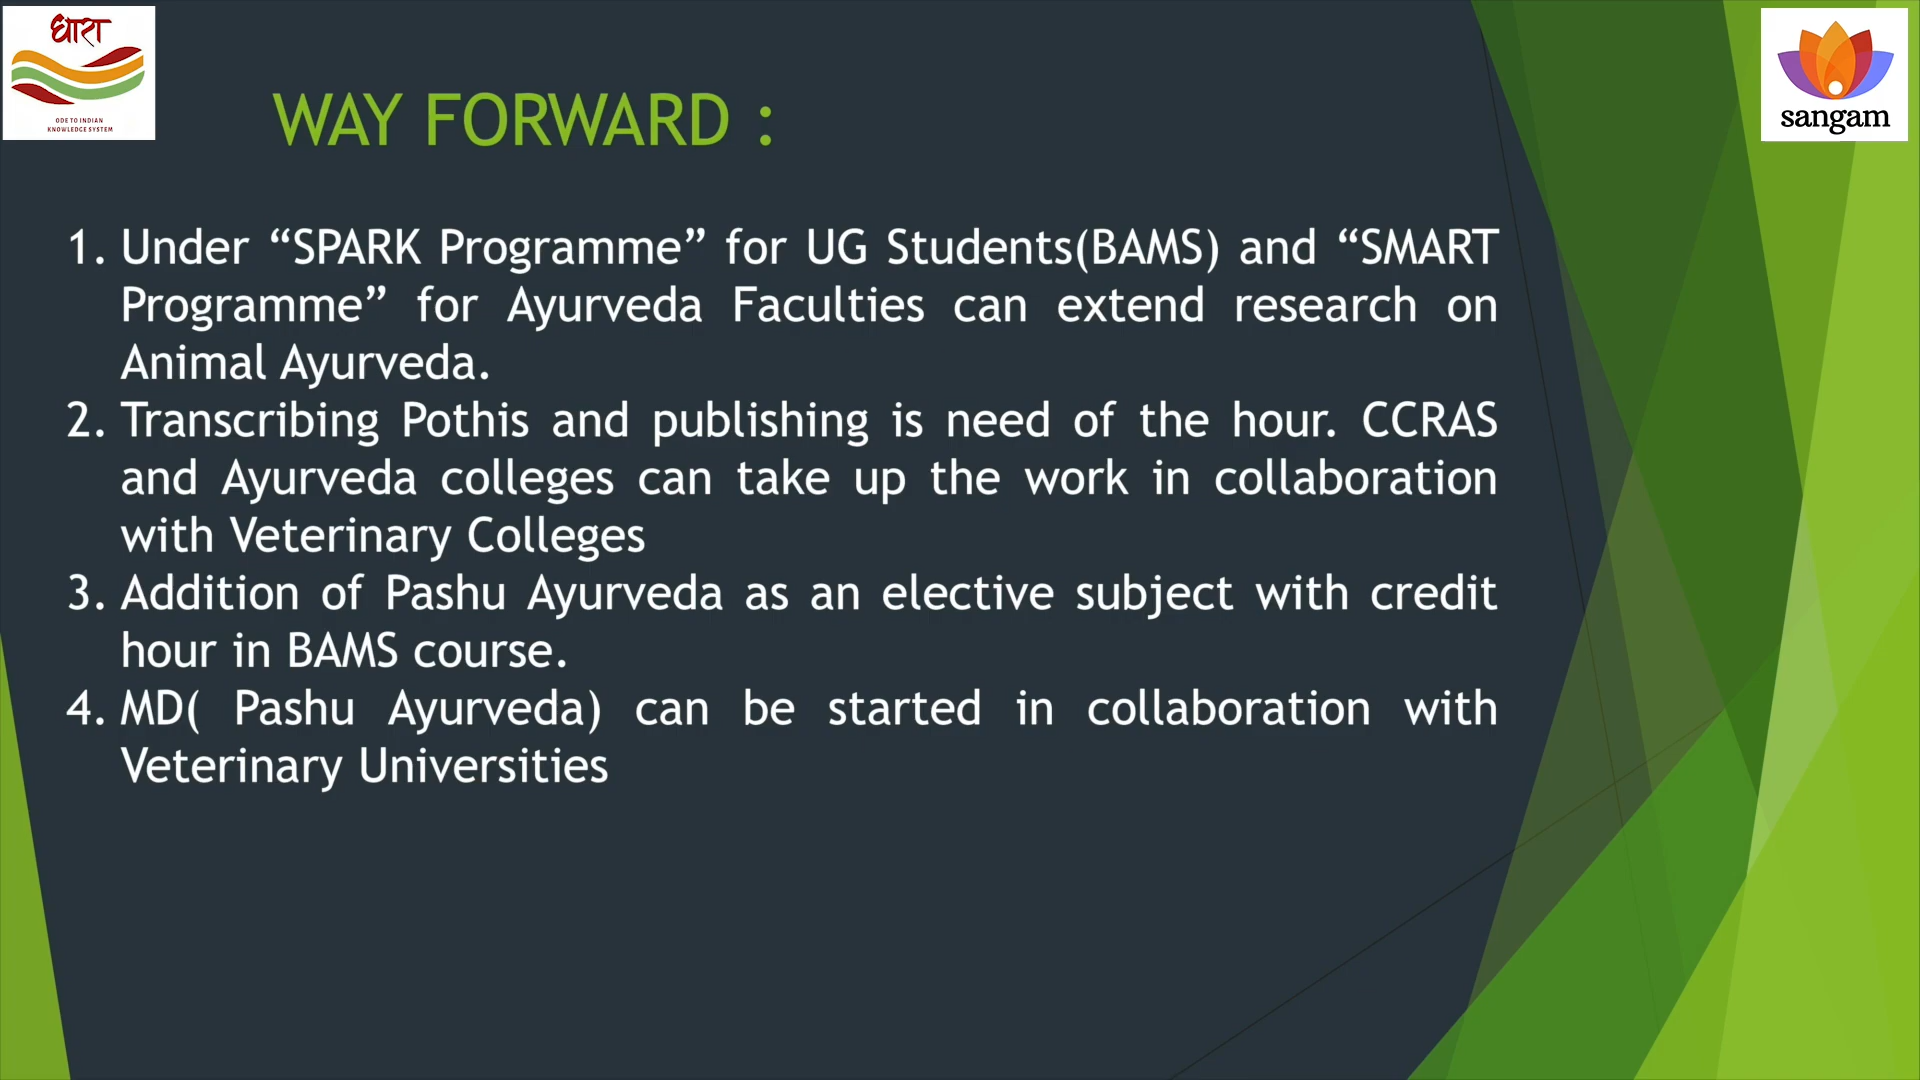 धारा
ODE TO INDIAN
KNOWLEDGE SYSTEM
sangam
WAY FORWARD :
1. Under “SPARK Programme” for UG Students(BAMS) and “SMART
Programme” for Ayurveda Faculties can extend research on
Animal Ayurveda.
2. Transcribing Pothis and publishing is need of the hour. CCRAS
and Ayurveda colleges can take up the work in collaboration
with Veterinary Colleges
3. Addition of Pashu Ayurveda as an elective subject with credit
hour in BAMS course.
4. MD( Pashu Ayurveda) can be started in collaboration with
Veterinary Universities